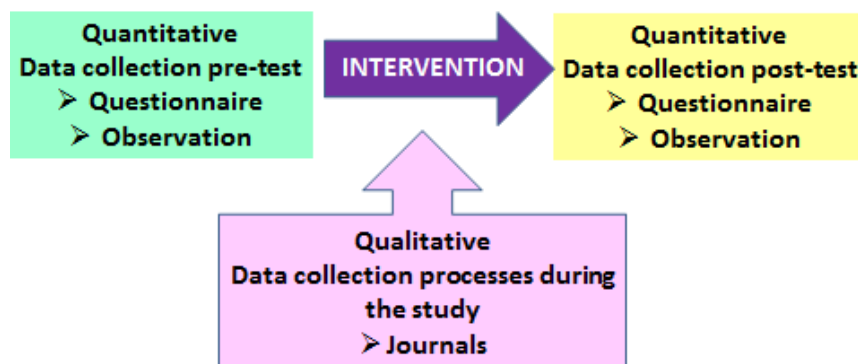 Quantitative
Data collection pre-test
➢ Questionnaire
➢ Observation
INTERVENTION
Quantitative
Data collection post-test
➢ Questionnaire
➢ Observation
Qualitative
Data collection processes during
the study
➢ Journals